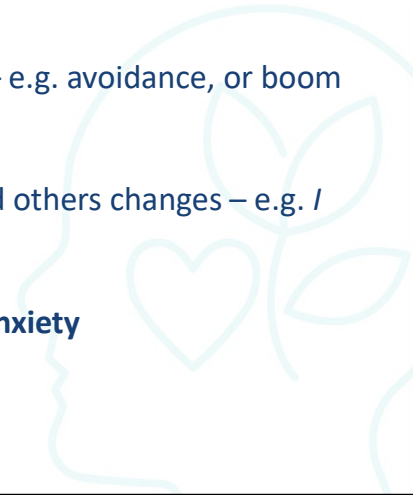 - e.g. avoidance, or boom
d others changes – e.g. I
nxiety